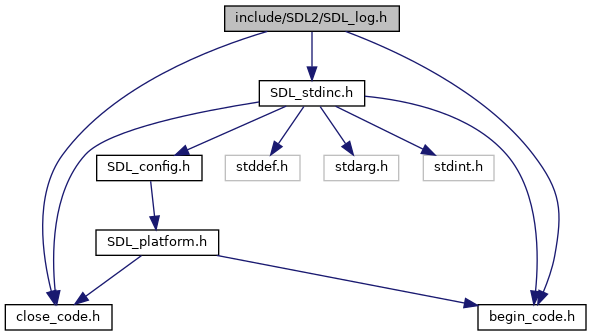 include/SDL2/SDL_log.h
SDL_stdinc.h
SDL_config.h
stddef.h
stdarg.h
stdint.h
SDL_platform.h
close_code.h
begin_code.h